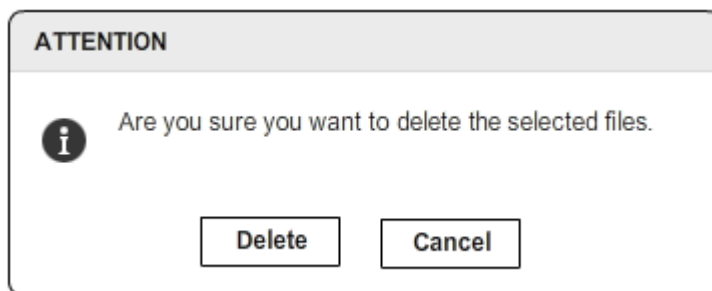 ATTENTION
Are you sure you want to delete the selected files.
Delete
Cancel